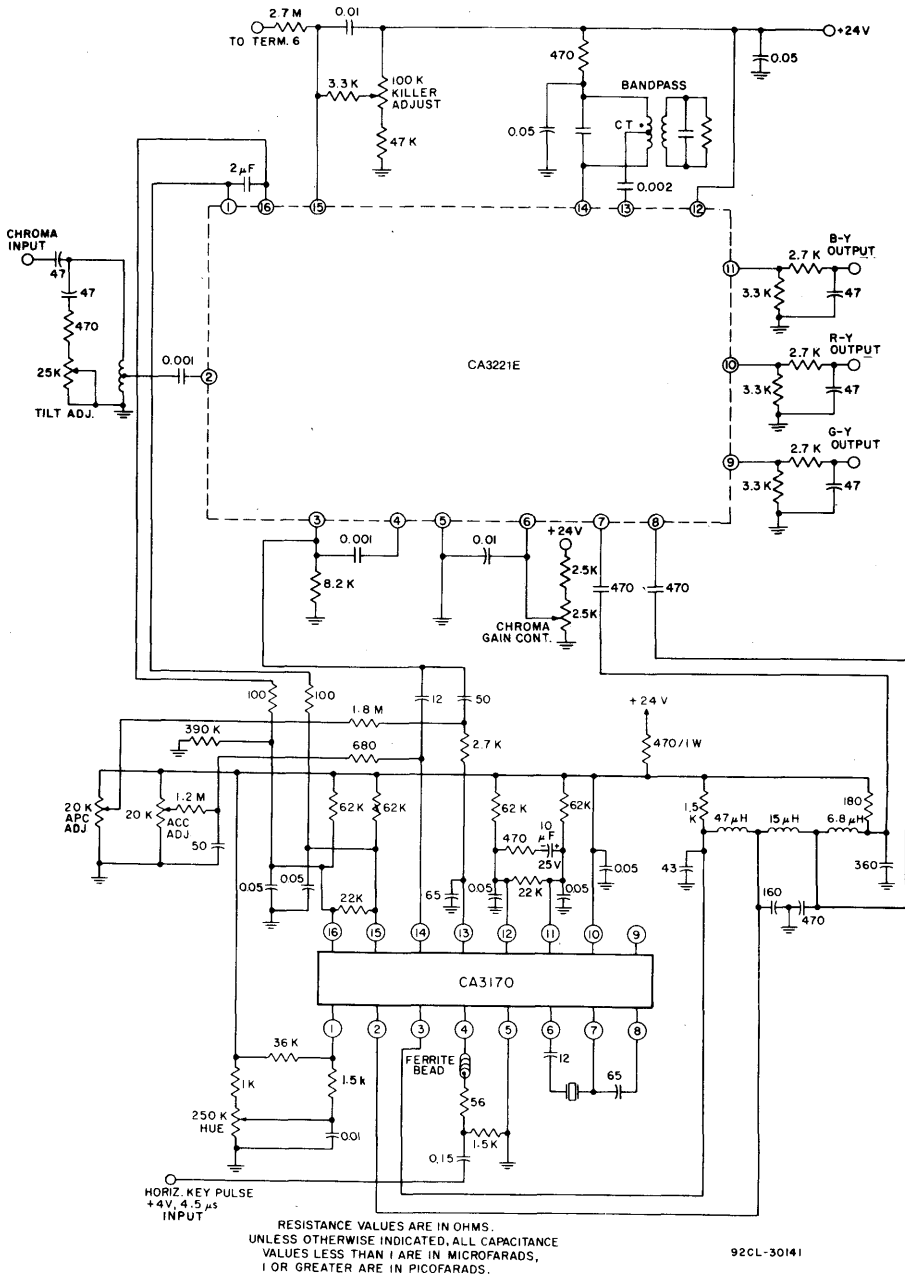 2.7 M
TO TERM. 6
0.01
+24V
0.05
470
BANDPASS
3.3 K
100 K
KILLER
ADJUST
47 K
0.05
CT *
0.002
2 µF
1
16
15
14
13
12
CHROMA
INPUT
47
47
470
25K
TILT ADJ.
0.001
2
CA3221E
11
2.7 K
B-Y
OUTPUT
3.3 K
47
10
2.7 K
R-Y
OUTPUT
3.3 K
47
9
2.7 K
G-Y
OUTPUT
3.3 K
47
3
4
5
6
7
8
0.001
8.2 K
0.01
+24V
2.5K
2.5K
CHROMA
GAIN CONT.
470
470
100
100
12
50
1.8 M
390 K
680
2.7 K
+24V
470/1W
20K
APC
ADJ
20 K
ACC
ADJ
1.2 M
50
62K
62K
62K
62K
470
10
µF
- +
25V
1.5
K
47 µH
15 µH
6.8 µH
180
360
0.05
0.05
22K
65
0.05
22K
0.05
0.05
43
160
470
16
15
14
13
12
11
10
9
CA3170
1
2
3
4
5
6
7
8
36 K
1K
1.5k
250 K
HUE
0.01
FERRITE
BEAD
56
1.5K
0.15
12
65
HORIZ. KEY PULSE
+4V, 4.5 µs
INPUT
RESISTANCE VALUES ARE IN OHMS.
UNLESS OTHERWISE INDICATED, ALL CAPACITANCE
VALUES LESS THAN 1 ARE IN MICROFARADS,
1 OR GREATER ARE IN PICOFARADS.
92CL-30141